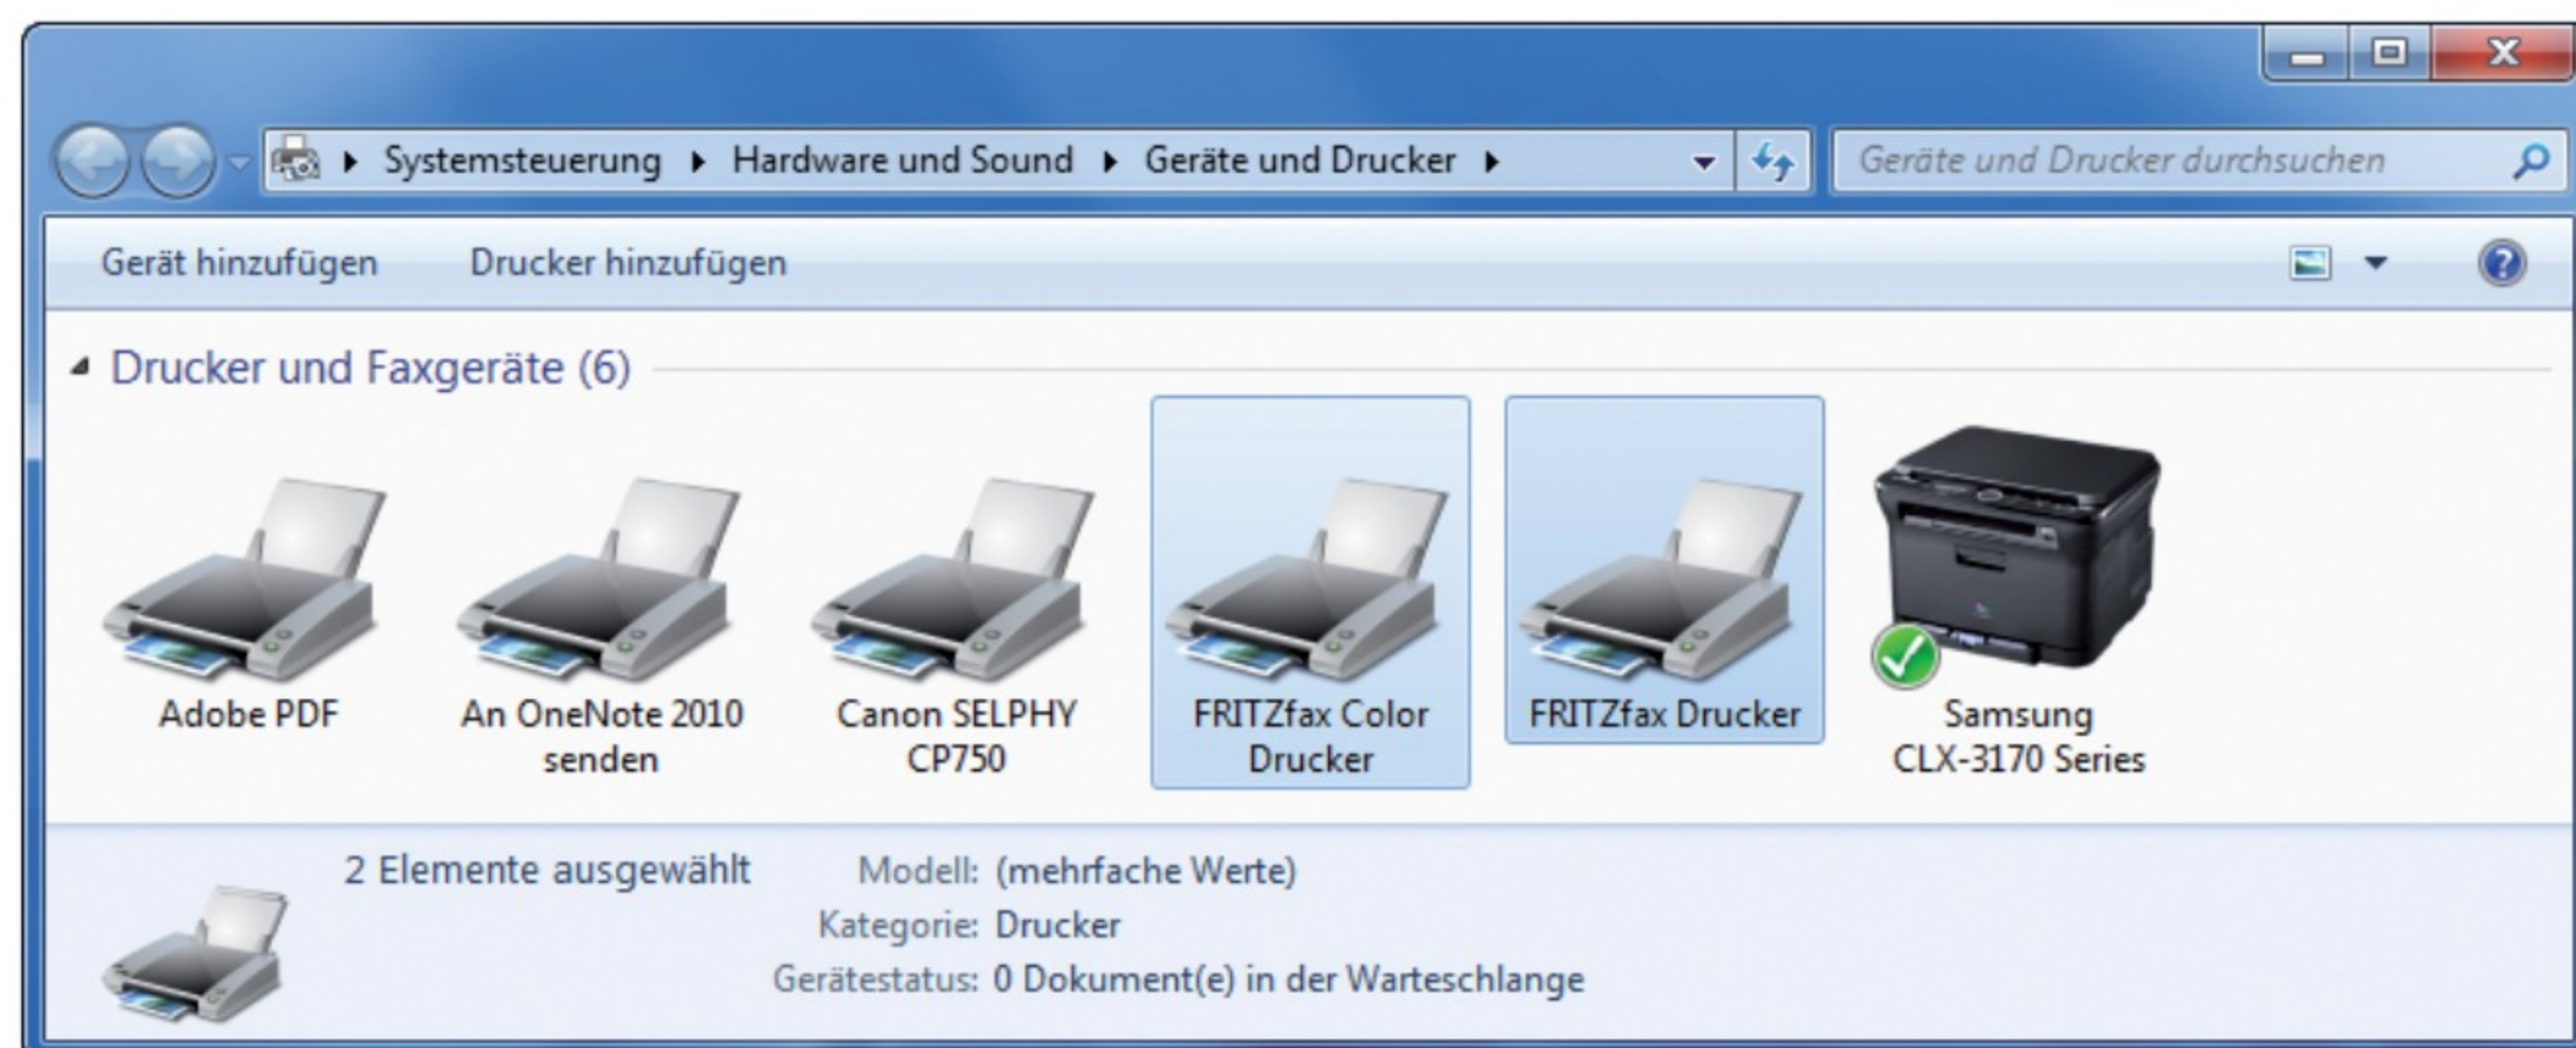 Systemsteuerung Hardware und Sound Geräte und Drucker Geräte und Drucker durchsuchen
Gerät hinzufügen Drucker hinzufügen
Drucker und Faxgeräte (6)
Adobe PDF
An OneNote 2010
senden
Canon SELPHY
CP750
FRITZfax Color
Drucker
FRITZfax Drucker
Samsung
CLX-3170 Series
2 Elemente ausgewählt
Modell: (mehrfache Werte)
Kategorie: Drucker
Gerätestatus: 0 Dokument(e) in der Warteschlange